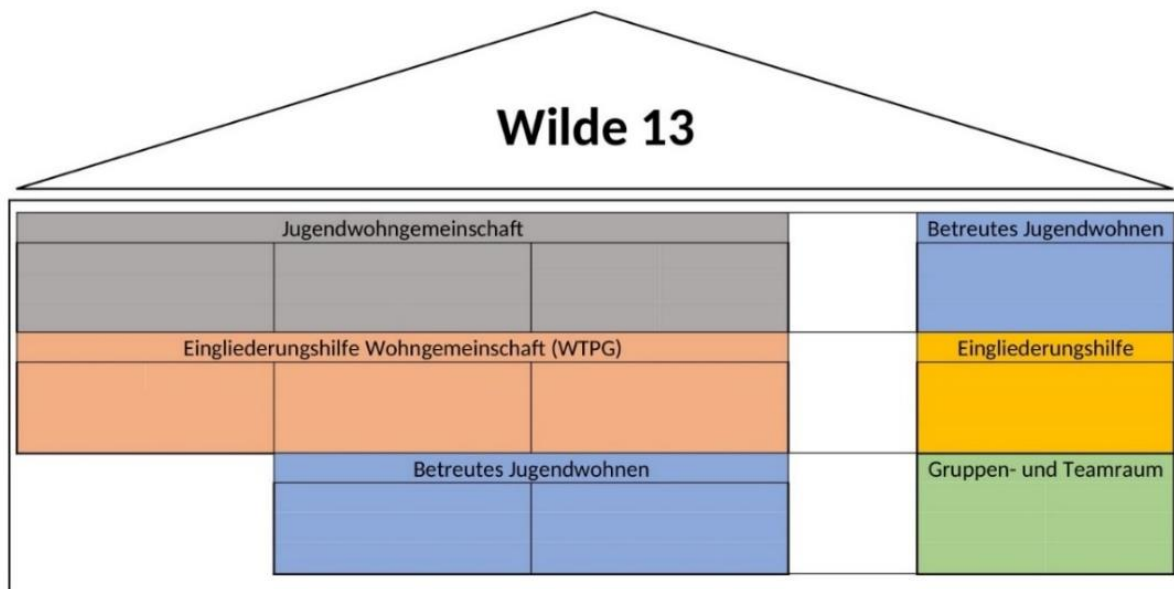 Wilde 13
Jugendwohngemeinschaft
Betreutes Jugendwohnen
Eingliederungshilfe Wohngemeinschaft (WTPG)
Eingliederungshilfe
Betreutes Jugendwohnen
Gruppen- und Teamraum